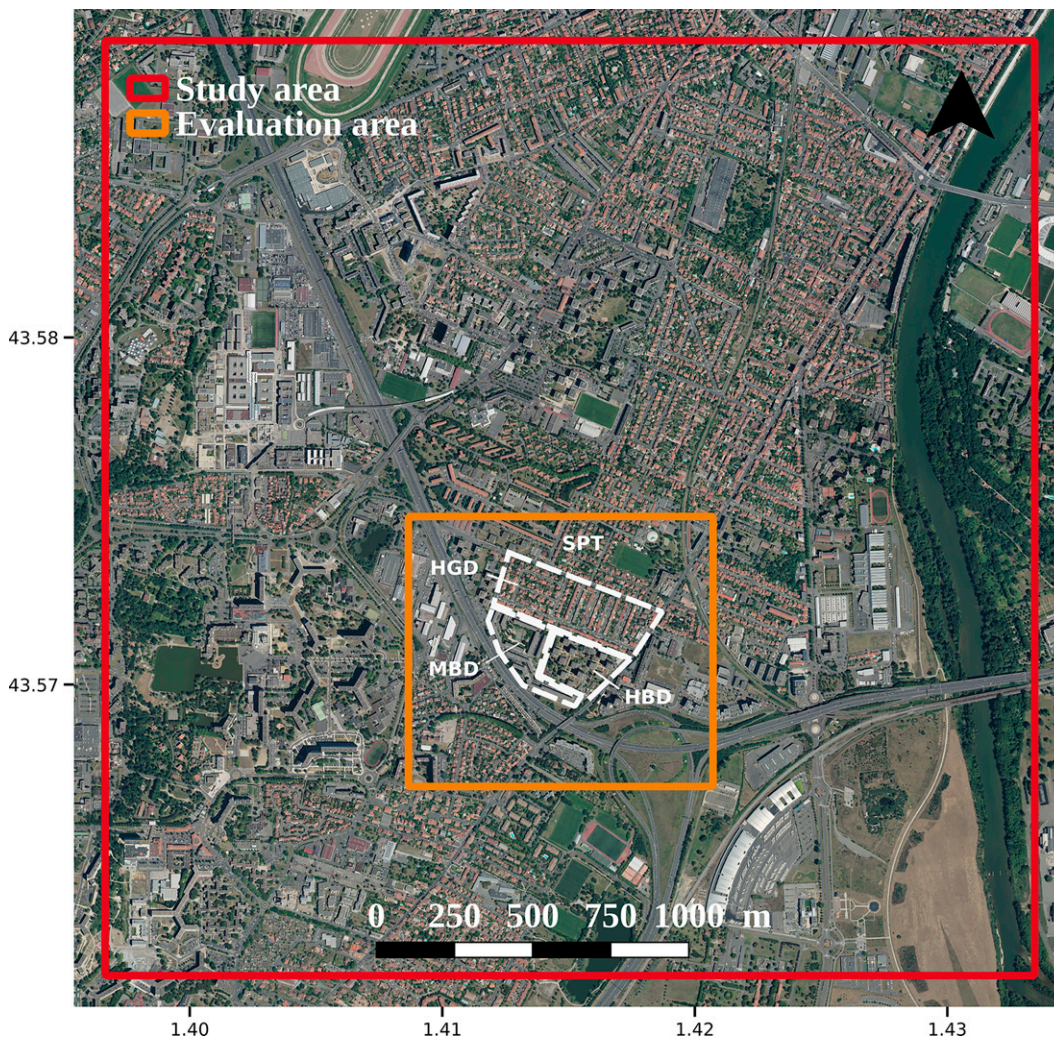 Study area
Evaluation area
43.58
SPT
HGD
MBD
43.57
HBD
0 250 500 750 1000 m
1.40 1.41 1.42 1.43